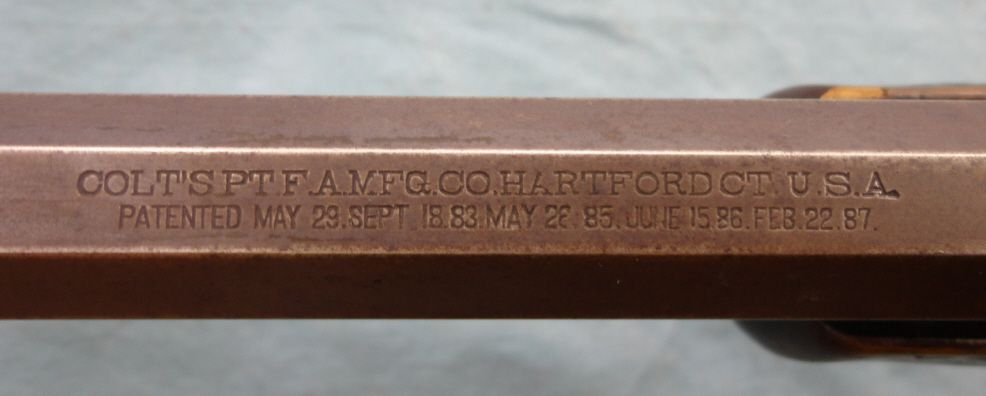 COLT'S PT. F.A. MFG. CO. HARTFORD CT. U.S.A.
PATENTED MAY 29. SEPT 18. 83. MAY 26. 85. JUNE 15. 86. FEB. 22. 87.